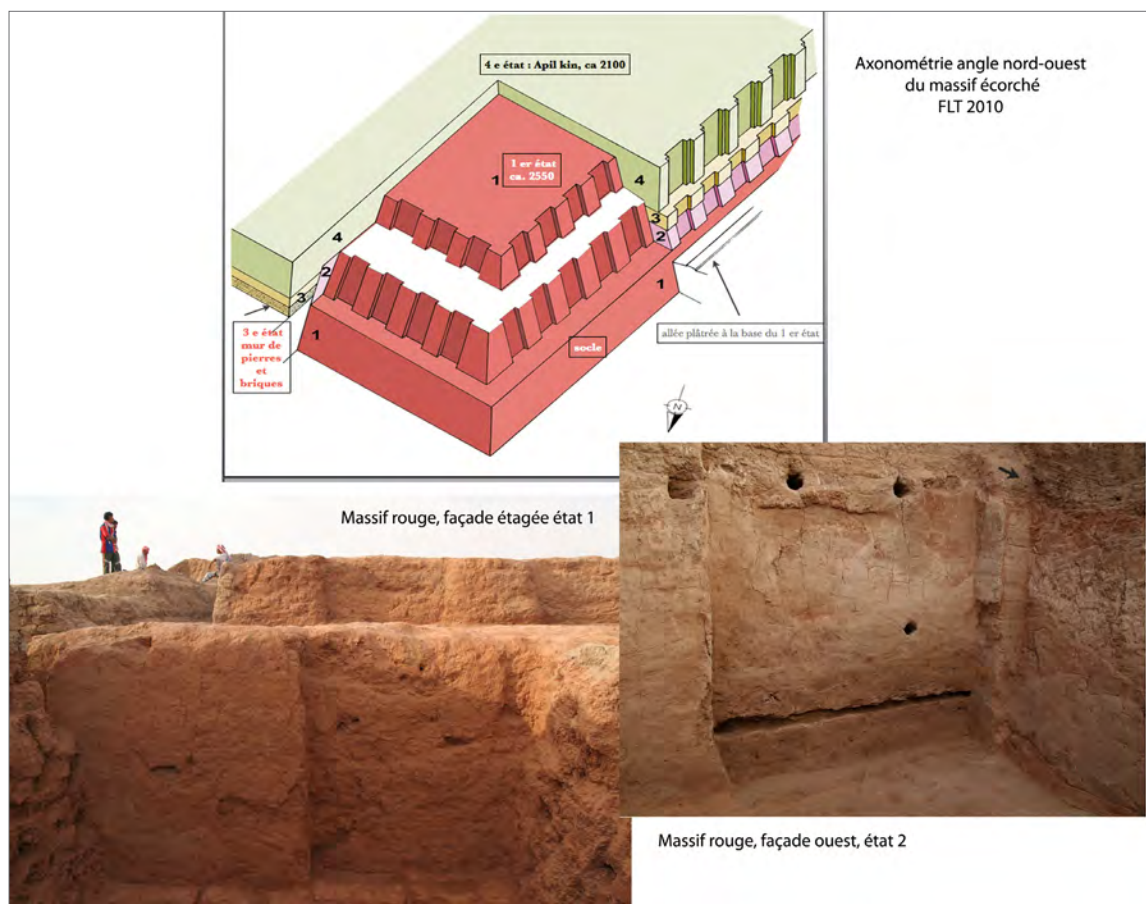 4 e état : Apil kin, ca 2100
Axonométrie angle nord-ouest
du massif écorché
FLT 2010
1 er état
ca. 2550
1
4
3
2
4
2
3
1
1
3 e état
mur de
pierres
et
briques
socle
allée plâtrée à la base du 1 er état
N
Massif rouge, façade étagée état 1
Massif rouge, façade ouest, état 2